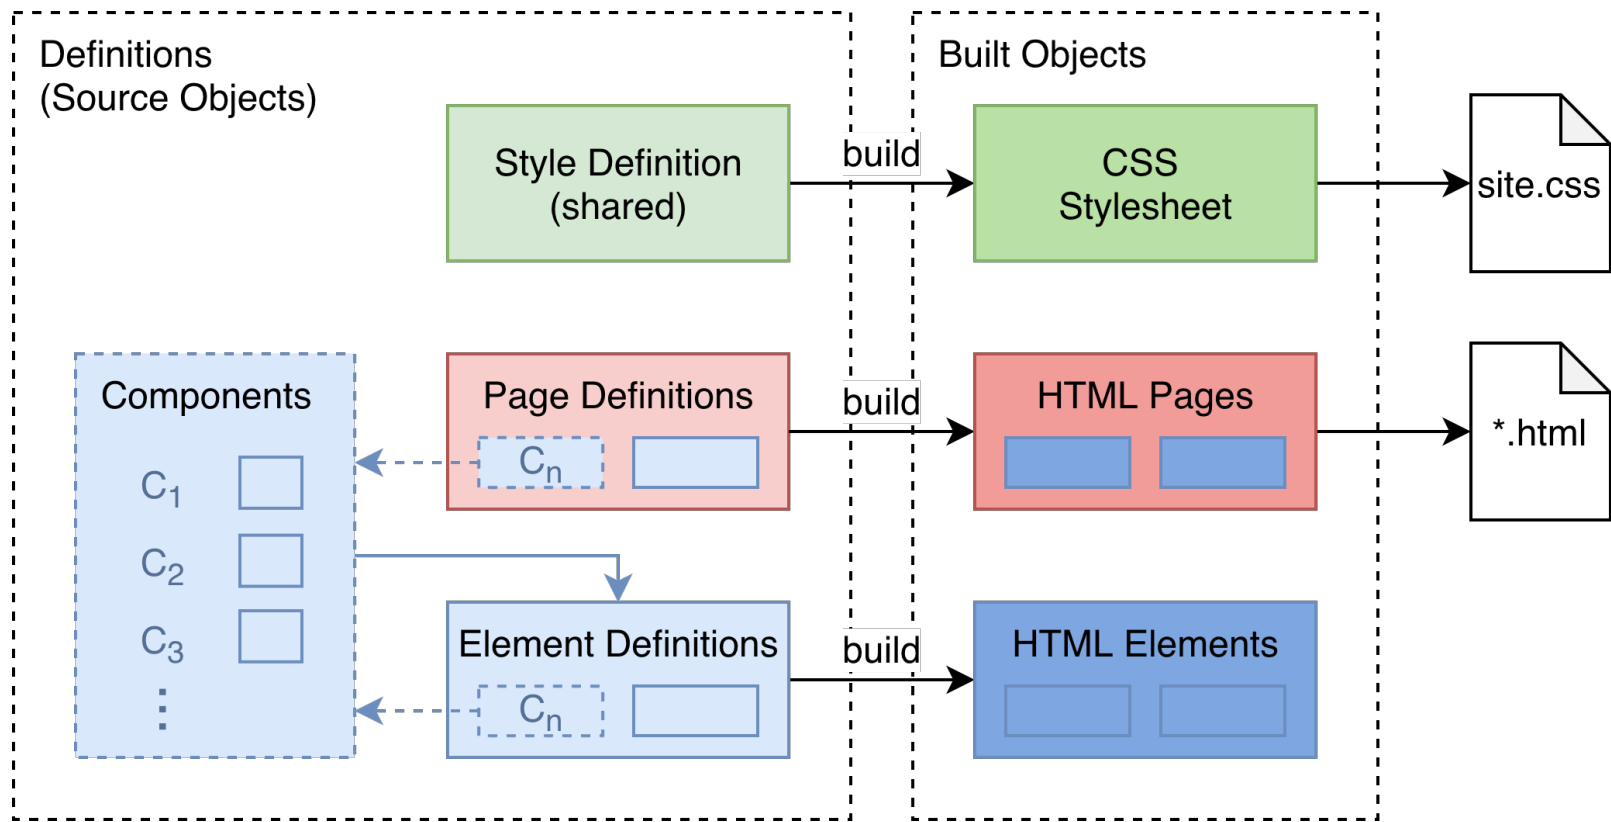 Definitions
(Source Objects)
Built Objects
Style Definition
(shared)
build
CSS
Stylesheet
site.css
Components
C1
C2
C3
⋮
Page Definitions
Cn
build
HTML Pages
*.html
Element Definitions
Cn
build
HTML Elements